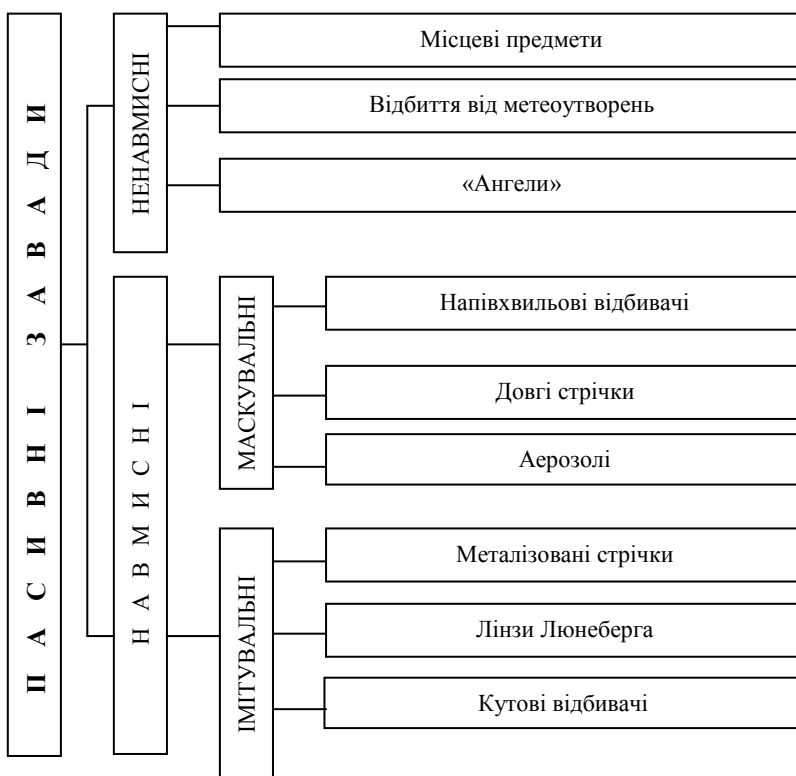 ПАСИВНІ ЗАВАДИ
НЕНАВМИСНІ
Місцеві предмети
Відбиття від метеоутворень
«Ангели»
НАВМИСНІ
МАСКУВАЛЬНІ
Напівхвильові відбивачі
Довгі стрічки
Аерозолі
ІМІТУВАЛЬНІ
Металізовані стрічки
Лінзи Люнеберга
Кутові відбивачі